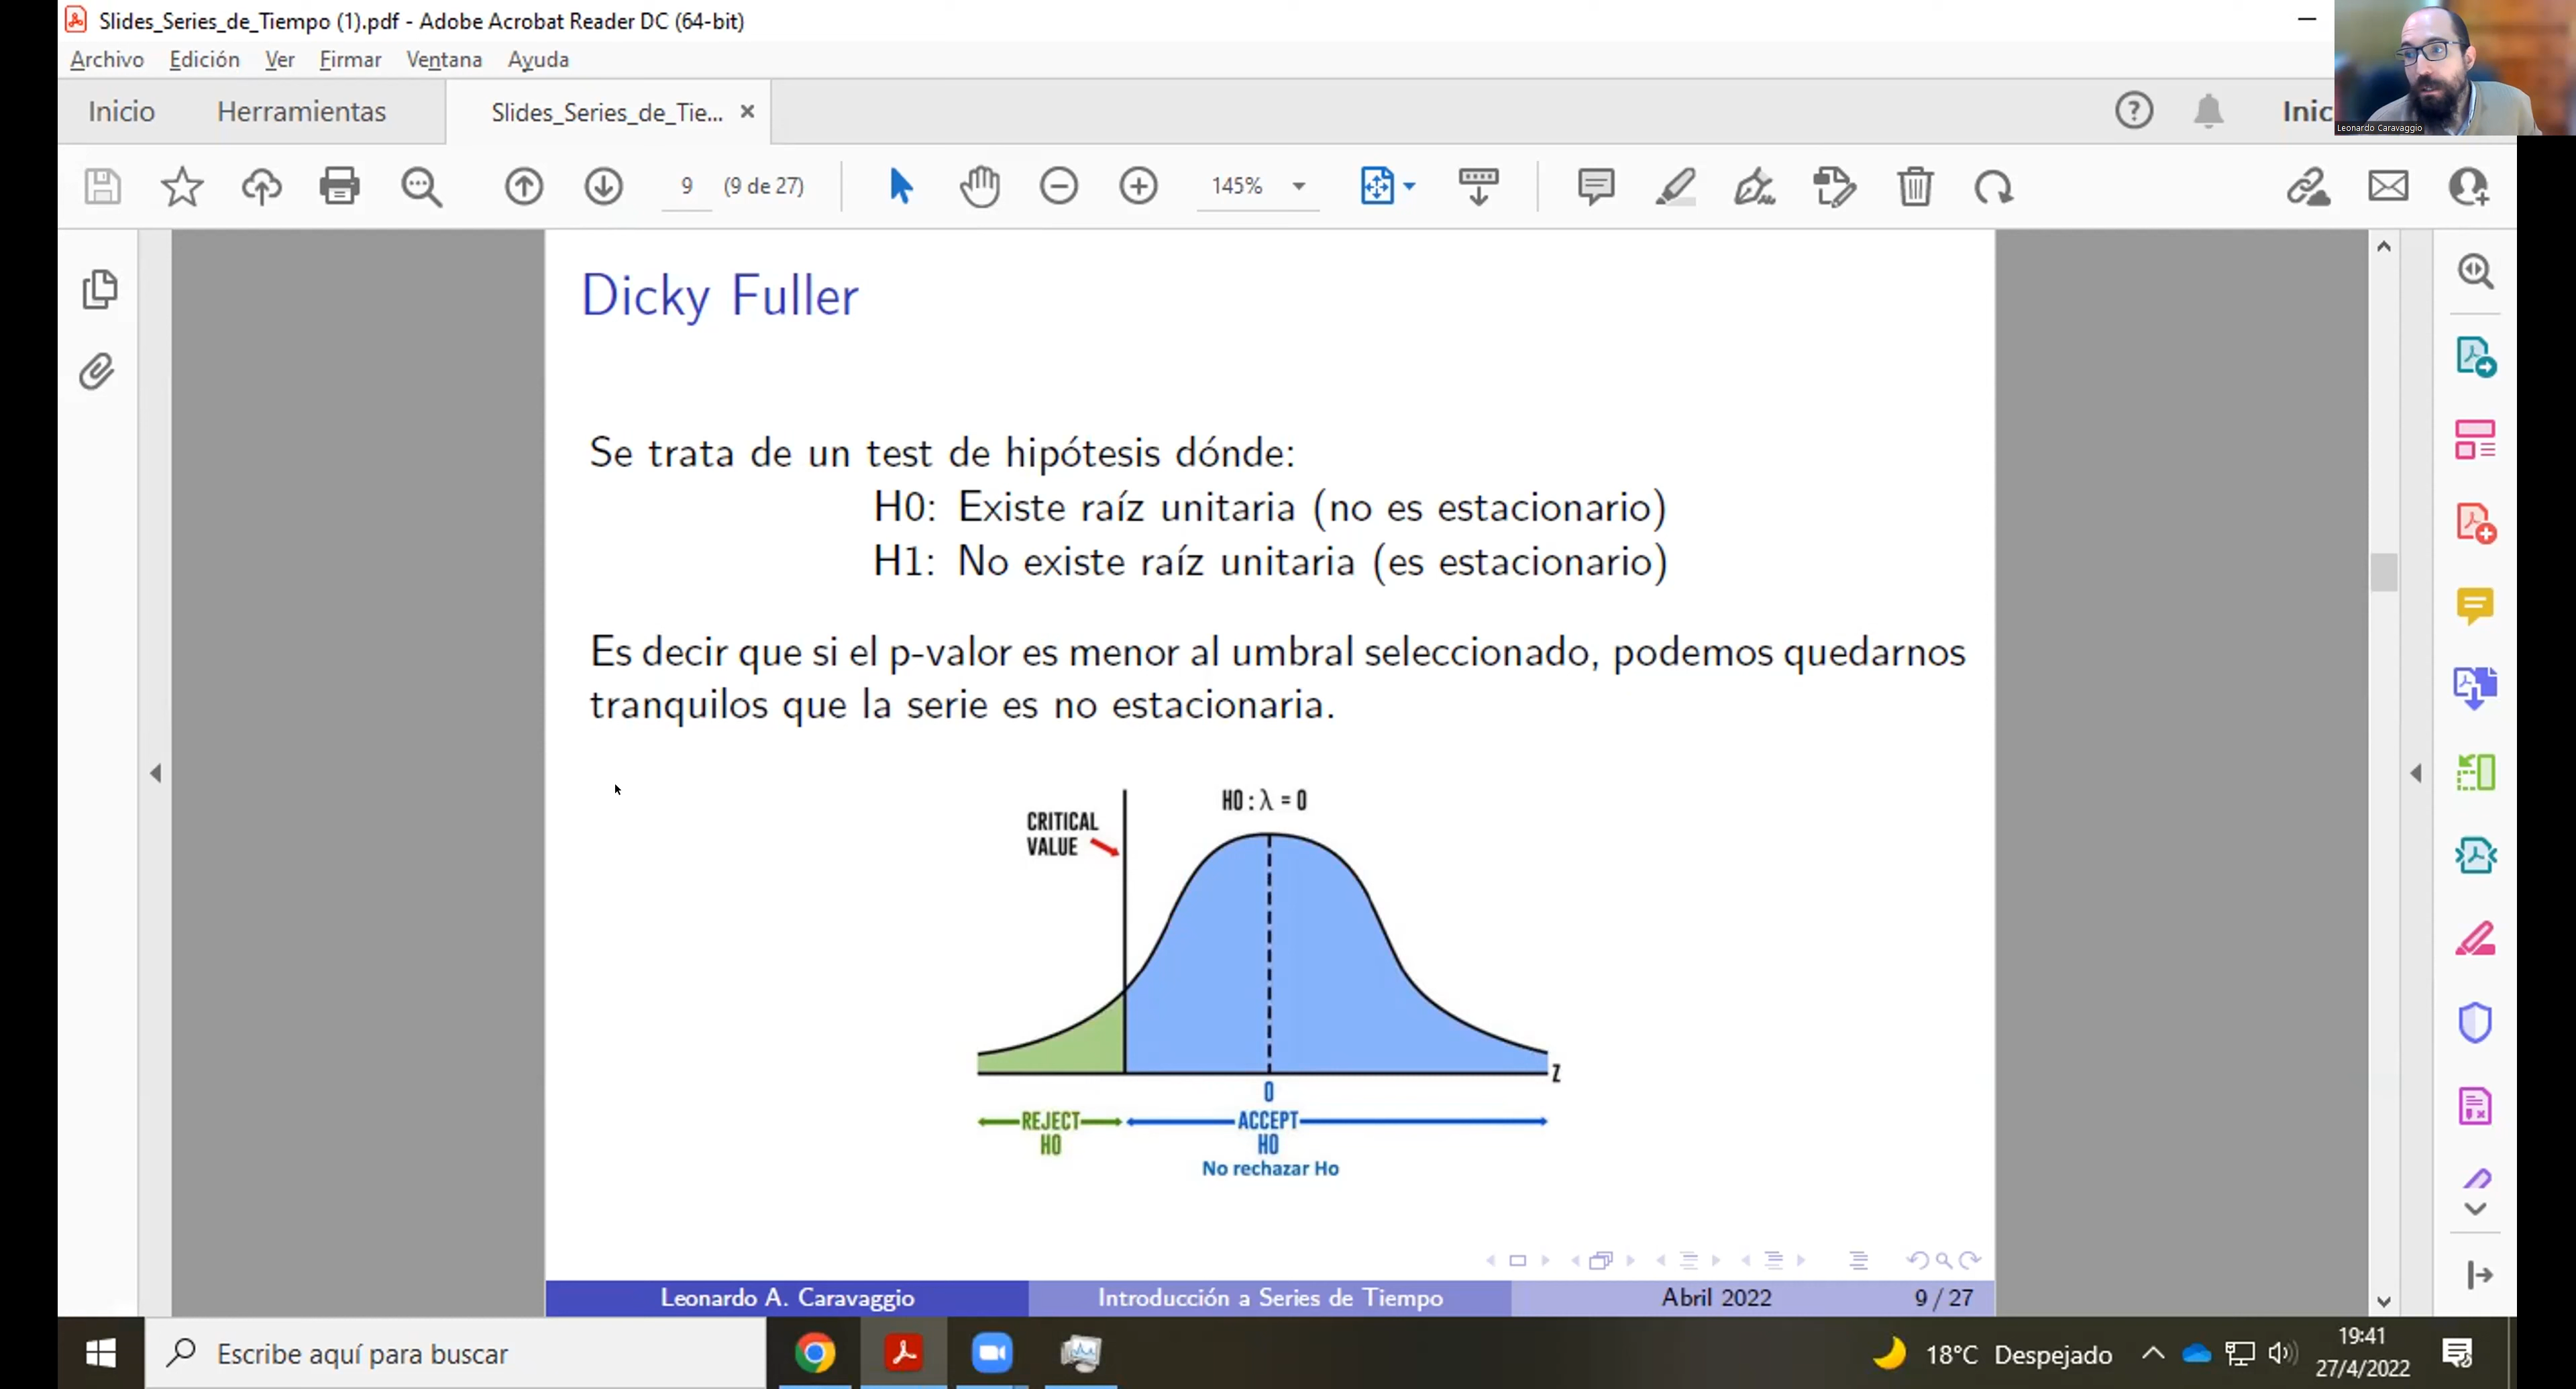 Slides_Series_de_Tiempo (1).pdf - Adobe Acrobat Reader DC (64-bit)
Archivo Edición Ver Firmar Ventana Ayuda
Inicio Herramientas Slides_Series_de_Tie... Inic
Leonardo Caravaggio
9 (9 de 27) 145%
Dicky Fuller
Se trata de un test de hipótesis dónde:
H0: Existe raíz unitaria (no es estacionario)
H1: No existe raíz unitaria (es estacionario)
Es decir que si el p-valor es menor al umbral seleccionado, podemos quedarnos
tranquilos que la serie es no estacionaria.
H0 : λ = 0
CRITICAL
VALUE
Z
0
REJECT
H0
ACCEPT
H0
No rechazar Ho
Leonardo A. Caravaggio Introducción a Series de Tiempo Abril 2022 9 / 27
Escribe aquí para buscar
18°C Despejado
19:41
27/4/2022